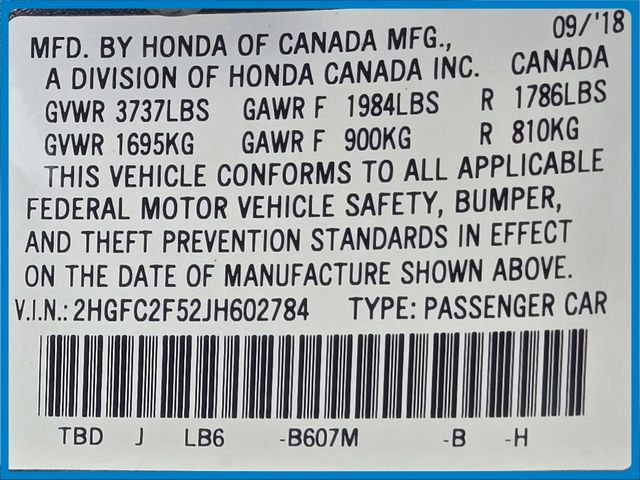 09/'18
MFD. BY HONDA OF CANADA MFG.,
A DIVISION OF HONDA CANADA INC. CANADA
GVWR 3737LBS GAWR F 1984LBS R 1786LBS
GVWR 1695KG GAWR F 900KG R 810KG
THIS VEHICLE CONFORMS TO ALL APPLICABLE
FEDERAL MOTOR VEHICLE SAFETY, BUMPER,
AND THEFT PREVENTION STANDARDS IN EFFECT
ON THE DATE OF MANUFACTURE SHOWN ABOVE.
V.I.N.: 2HGFC2F52JH602784 TYPE: PASSENGER CAR
TBD J LB6 -B607M -B -H